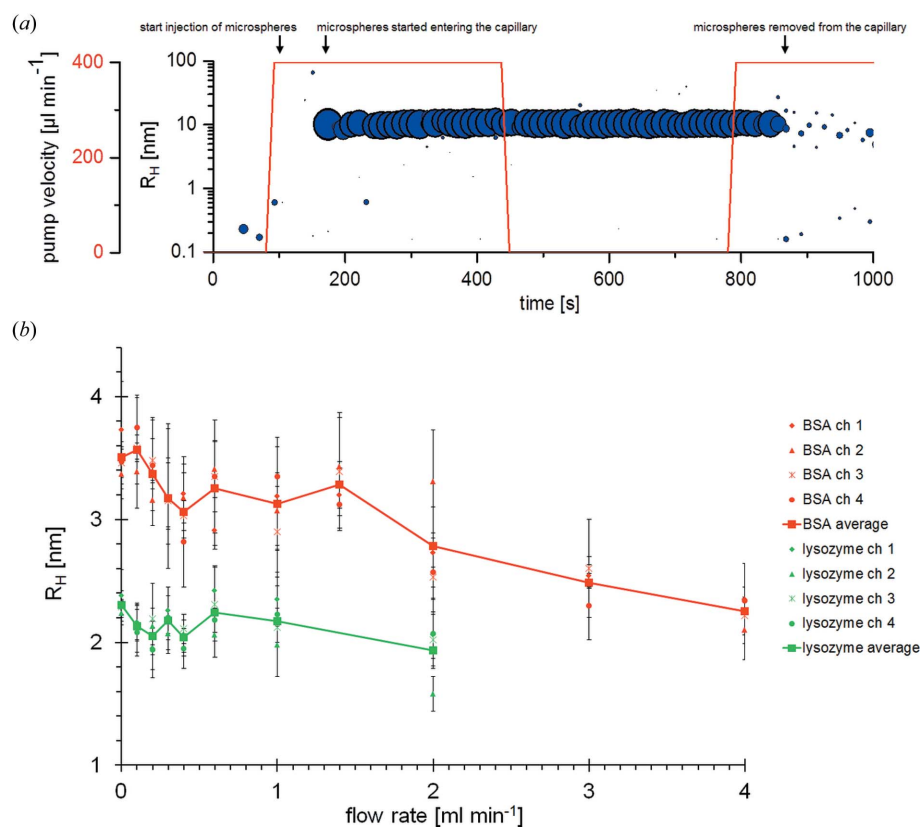 (a)
start injection of microspheres
microspheres started entering the capillary
microspheres removed from the capillary
pump velocity [µl min⁻¹]
400
200
0
R_H [nm]
100
10
1
0.1
0
200
400
600
800
1000
time [s]
(b)
R_H [nm]
4
3
2
1
0
1
2
3
4
flow rate [ml min⁻¹]
BSA ch 1
BSA ch 2
BSA ch 3
BSA ch 4
BSA average
lysozyme ch 1
lysozyme ch 2
lysozyme ch 3
lysozyme ch 4
lysozyme average